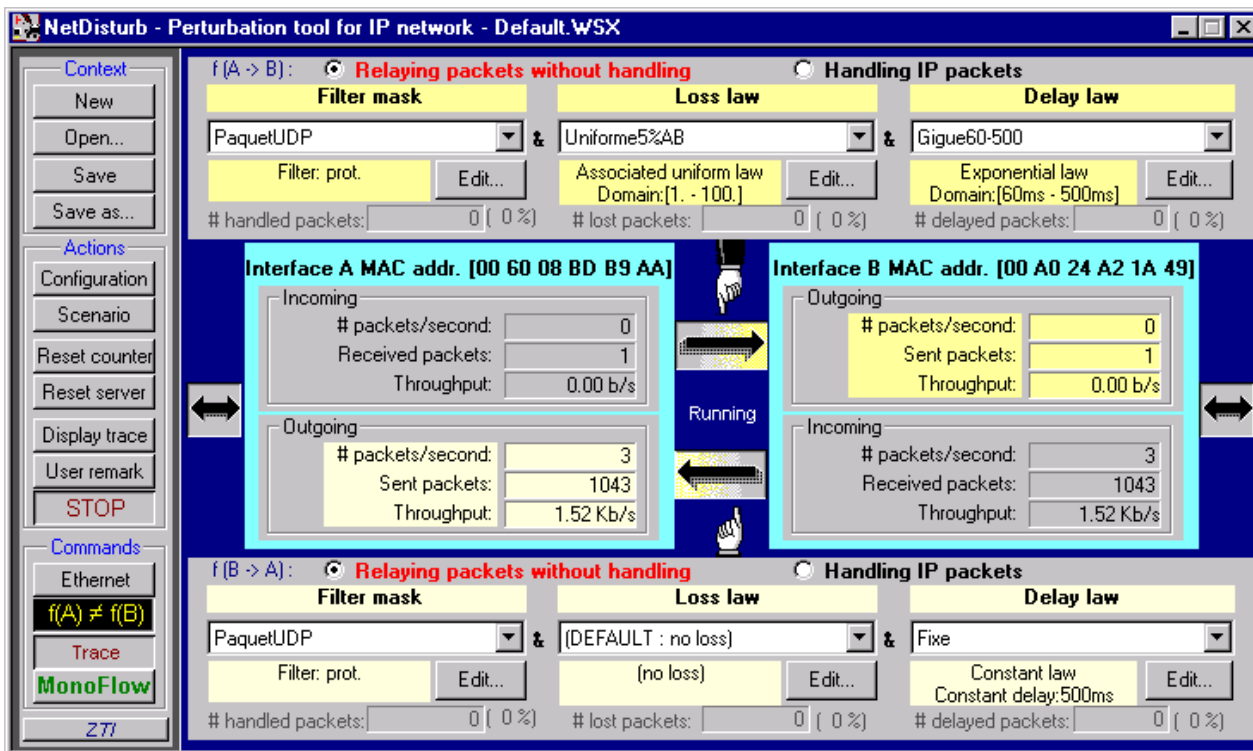 NetDisturb - Perturbation tool for IP network - Default.WSX
Context
New
Open...
Save
Save as...
Actions
Configuration
Scenario
Reset counter
Reset server
Display trace
User remark
STOP
Commands
Ethernet
f(A) ≠ f(B)
Trace
MonoFlow
ZTI
f (A -> B) : Relaying packets without handling Handling IP packets
Filter mask Loss law Delay law
PaquetUDP & Uniforme5%AB & Gigue60-500
Filter: prot. Edit... Associated uniform law Edit... Exponential law Edit...
Domain:[1. - 100.] Domain:[60ms - 500ms]
# handled packets: 0 ( 0 %) # lost packets: 0 ( 0 %) # delayed packets: 0 ( 0 %)
Interface A MAC addr. [00 60 08 BD B9 AA]
Incoming
# packets/second: 0
Received packets: 1
Throughput: 0.00 b/s
Outgoing
# packets/second: 3
Sent packets: 1043
Throughput: 1.52 Kb/s
Running
Interface B MAC addr. [00 A0 24 A2 1A 49]
Outgoing
# packets/second: 0
Sent packets: 1
Throughput: 0.00 b/s
Incoming
# packets/second: 3
Received packets: 1043
Throughput: 1.52 Kb/s
f (B -> A) : Relaying packets without handling Handling IP packets
Filter mask Loss law Delay law
PaquetUDP & (DEFAULT : no loss) & Fixe
Filter: prot. Edit... (no loss) Edit... Constant law Edit...
Constant delay:500ms
# handled packets: 0 ( 0 %) # lost packets: 0 ( 0 %) # delayed packets: 0 ( 0 %)